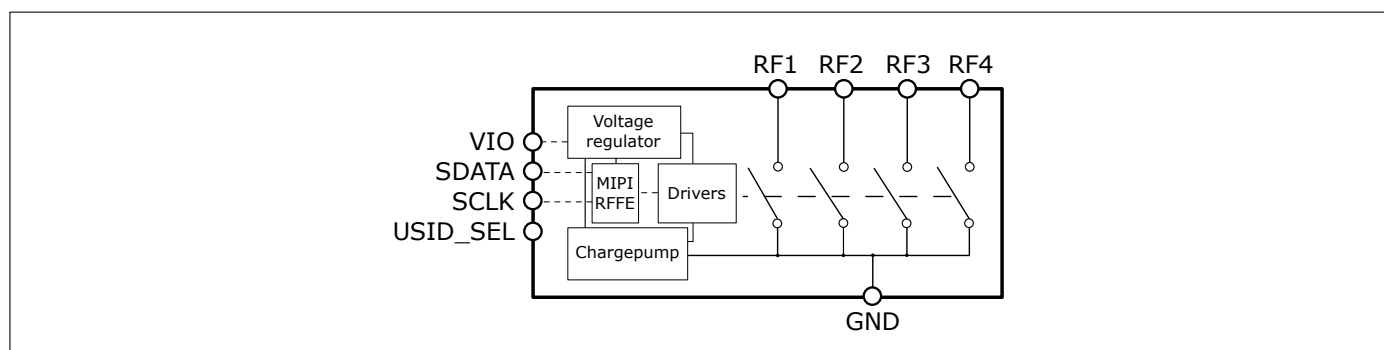 RF1 RF2 RF3 RF4
Voltage
regulator
VIO
SDATA
MIPI
RFFE
Drivers
SCLK
USID_SEL
Chargepump
GND